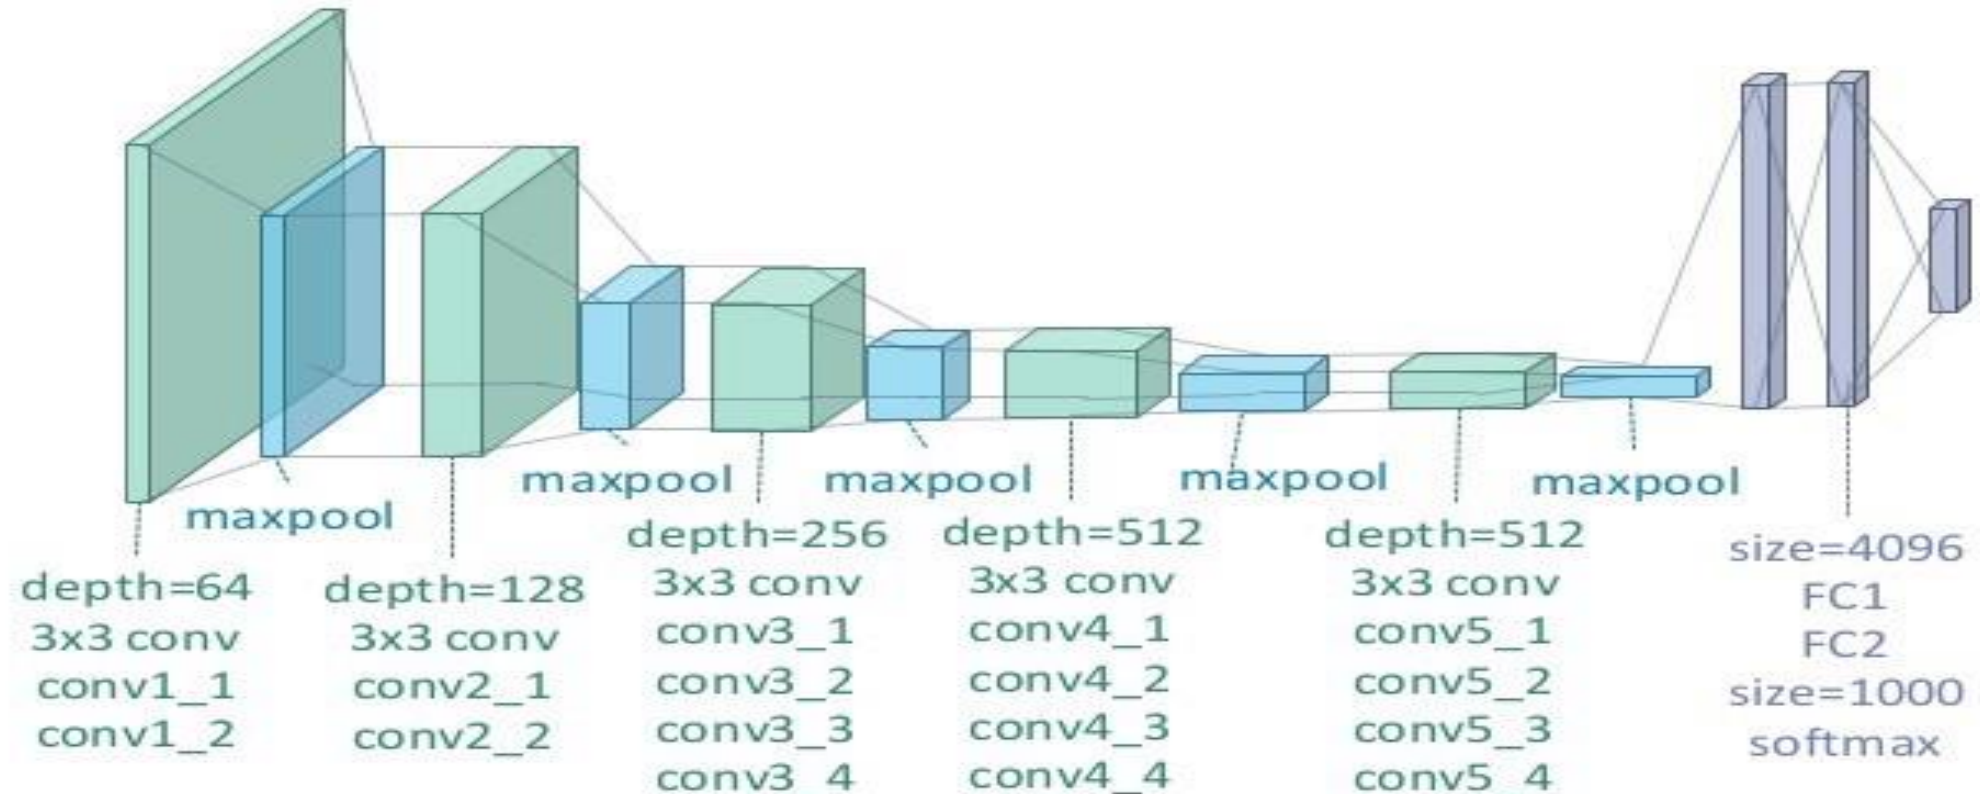 maxpool
maxpool
maxpool
maxpool
maxpool
depth=64
3x3 conv
conv1_1
conv1_2
depth=128
3x3 conv
conv2_1
conv2_2
depth=256
3x3 conv
conv3_1
conv3_2
conv3_3
conv3_4
depth=512
3x3 conv
conv4_1
conv4_2
conv4_3
conv4_4
depth=512
3x3 conv
conv5_1
conv5_2
conv5_3
conv5_4
size=4096
FC1
FC2
size=1000
softmax